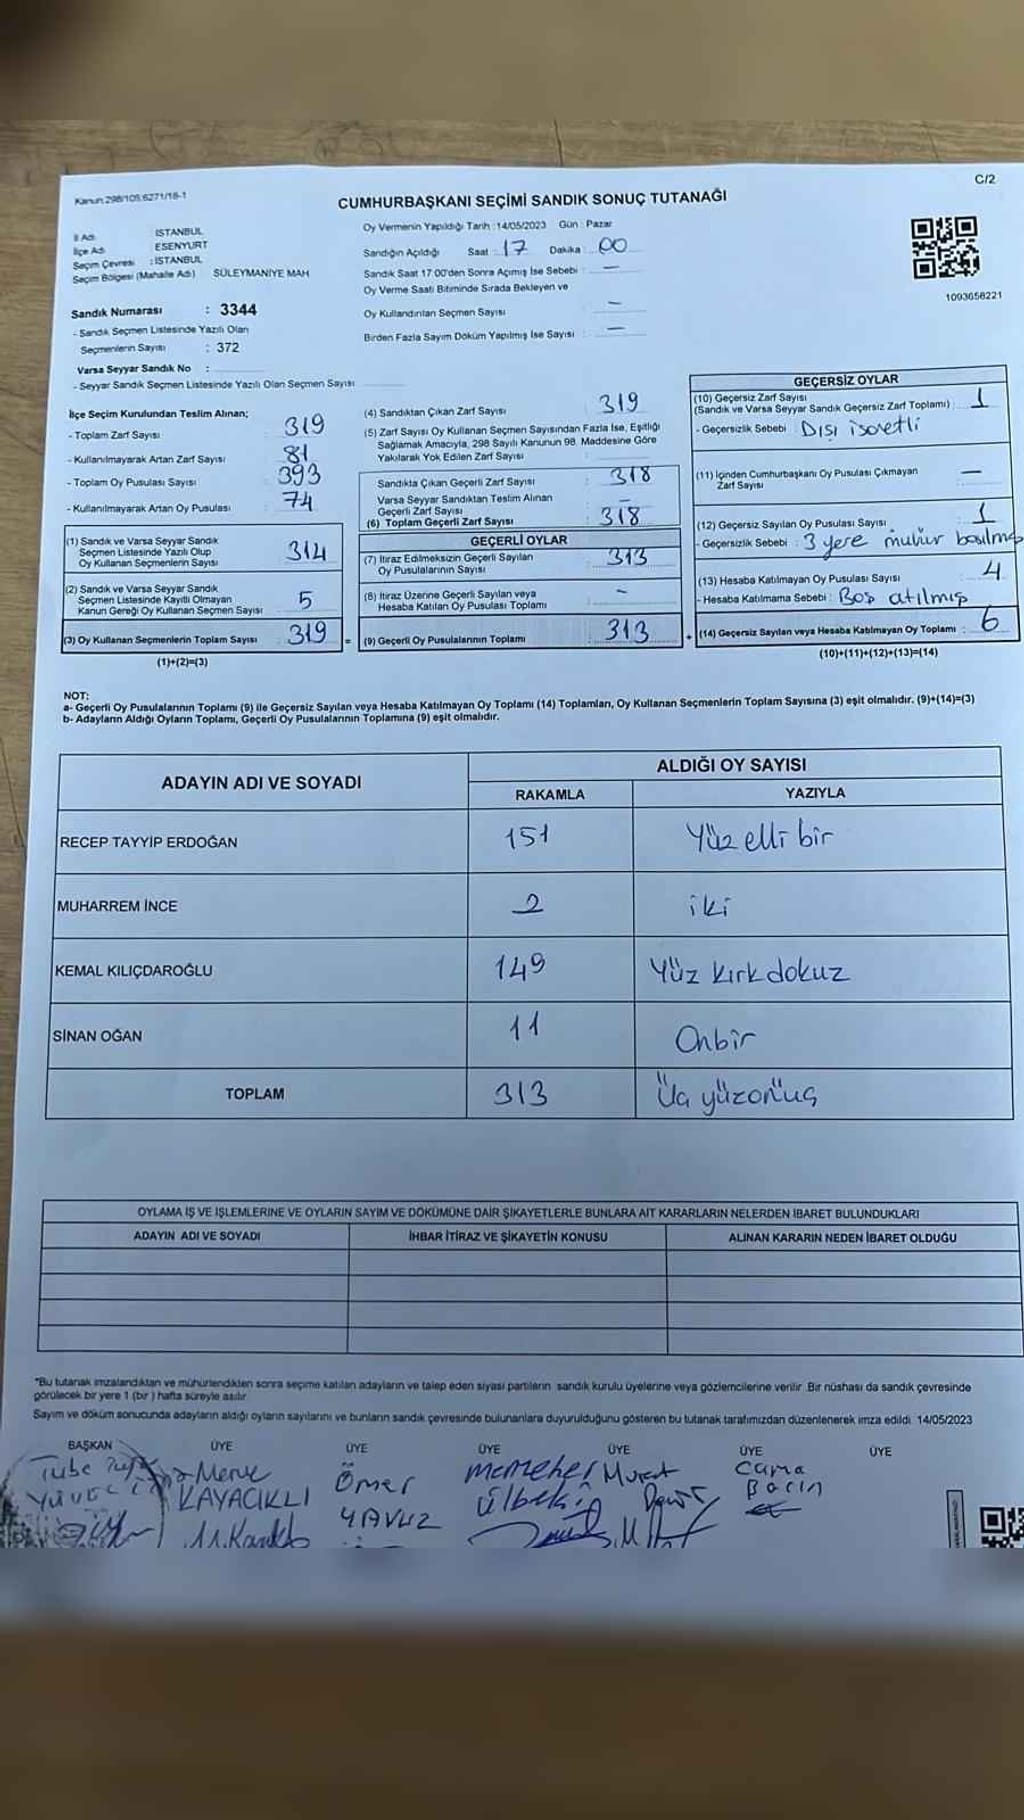 Kanun:298/105;6271/16-1
C/2
CUMHURBAŞKANI SEÇİMİ SANDIK SONUÇ TUTANAĞI
İl Adı : İSTANBUL
İlçe Adı : ESENYURT
Seçim Çevresi : İSTANBUL
Seçim Bölgesi (Mahalle Adı) SÜLEYMANİYE MAH
Sandık Numarası : 3344
- Sandık Seçmen Listesinde Yazılı Olan
Seçmenlerin Sayısı : 372
Varsa Seyyar Sandık No :
- Seyyar Sandık Seçmen Listesinde Yazılı Olan Seçmen Sayısı
Oy Vermenin Yapıldığı Tarih :14/05/2023 Gün : Pazar
Sandığın Açıldığı Saat : 17 Dakika : 00
Sandık Saat 17:00'den Sonra Açımış İse Sebebi : —
Oy Verme Saati Bitiminde Sırada Bekleyen ve
Oy Kullandırılan Seçmen Sayısı : —
Birden Fazla Sayım Döküm Yapılmış İse Sayısı : —
1093658221
İlçe Seçim Kurulundan Teslim Alınan;
- Toplam Zarf Sayısı : 319
- Kullanılmayarak Artan Zarf Sayısı : 81
- Toplam Oy Pusulası Sayısı : 393
- Kullanılmayarak Artan Oy Pusulası : 74
(1) Sandık ve Varsa Seyyar Sandık
Seçmen Listesinde Yazılı Olup
Oy Kullanan Seçmenlerin Sayısı : 314
(2) Sandık ve Varsa Seyyar Sandık
Seçmen Listesinde Kayıtlı Olmayan
Kanun Gereği Oy Kullanan Seçmen Sayısı : 5
(3) Oy Kullanan Seçmenlerin Toplam Sayısı : 319 =
(1)+(2)=(3)
(4) Sandıktan Çıkan Zarf Sayısı : 319
(5) Zarf Sayısı Oy Kullanan Seçmen Sayısından Fazla İse, Eşitliği
Sağlamak Amacıyla, 298 Sayılı Kanunun 98. Maddesine Göre
Yakılarak Yok Edilen Zarf Sayısı
Sandıkta Çıkan Geçerli Zarf Sayısı : 318
Varsa Seyyar Sandıktan Teslim Alınan
Geçerli Zarf Sayısı : —
(6) Toplam Geçerli Zarf Sayısı : 318
GEÇERLİ OYLAR
(7) İtiraz Edilmeksizin Geçerli Sayılan
Oy Pusulalarının Sayısı : 313
(8) İtiraz Üzerine Geçerli Sayılan veya
Hesaba Katılan Oy Pusulası Toplamı : —
(9) Geçerli Oy Pusulalarının Toplamı : 313 +
GEÇERSİZ OYLAR
(10) Geçersiz Zarf Sayısı
(Sandık ve Varsa Seyyar Sandık Geçersiz Zarf Toplamı) : 1
- Geçersizlik Sebebi : Dışı isaretli
(11) İçinden Cumhurbaşkanı Oy Pusulası Çıkmayan
Zarf Sayısı : —
(12) Geçersiz Sayılan Oy Pusulası Sayısı : 1
- Geçersizlik Sebebi : 3 yere mühür basılmış
(13) Hesaba Katılmayan Oy Pusulası Sayısı : 4
- Hesaba Katılmama Sebebi : Boş atılmış
(14) Geçersiz Sayılan veya Hesaba Katılmayan Oy Toplamı : 6
(10)+(11)+(12)+(13)=(14)
NOT:
a- Geçerli Oy Pusulalarının Toplamı (9) ile Geçersiz Sayılan veya Hesaba Katılmayan Oy Toplamı (14) Toplamları, Oy Kullanan Seçmenlerin Toplam Sayısına (3) eşit olmalıdır. (9)+(14)=(3)
b- Adayların Aldığı Oyların Toplamı, Geçerli Oy Pusulalarının Toplamına (9) eşit olmalıdır.
ADAYIN ADI VE SOYADI
ALDIĞI OY SAYISI
RAKAMLA YAZIYLA
RECEP TAYYİP ERDOĞAN 151 Yüz elli bir
MUHARREM İNCE 2 iki
KEMAL KILIÇDAROĞLU 149 Yüz kırk dokuz
SİNAN OĞAN 11 Onbir
TOPLAM 313 Üç yüzonüç
OYLAMA İŞ VE İŞLEMLERİNE VE OYLARIN SAYIM VE DÖKÜMÜNE DAİR ŞİKAYETLERLE BUNLARA AİT KARARLARIN NELERDEN İBARET BULUNDUKLARI
ADAYIN ADI VE SOYADI İHBAR İTİRAZ VE ŞİKAYETİN KONUSU ALINAN KARARIN NEDEN İBARET OLDUĞU
"Bu tutanak imzalandıktan ve mühürlendikten sonra seçime katılan adayların ve talep eden siyasi partilerin sandık kurulu üyelerine veya gözlemcilerine verilir. Bir nüshası da sandık çevresinde
görülecek bir yere 1 (bir ) hafta süreyle asılır
Sayım ve döküm sonucunda adayların aldığı oyların sayılarını ve bunların sandık çevresinde bulunanlara duyurulduğunu gösteren bu tutanak tarafımızdan düzenlenerek imza edildi. 14/05/2023
BAŞKAN ÜYE ÜYE ÜYE ÜYE ÜYE ÜYE
Merve Ömer Murat
KAYACIKLI YAVUZ